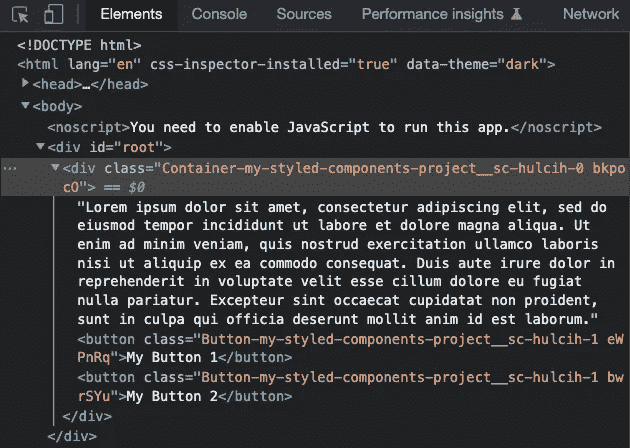 Elements Console Sources Performance insights Network
<!DOCTYPE html>
<html lang="en" css-inspector-installed="true" data-theme="dark">
<head>…</head>
<body>
<noscript>You need to enable JavaScript to run this app.</noscript>
<div id="root">
… <div class="Container-my-styled-components-project__sc-hulcih-0 bkpo
cO"> == $0
"Lorem ipsum dolor sit amet, consectetur adipiscing elit, sed do
eiusmod tempor incididunt ut labore et dolore magna aliqua. Ut
enim ad minim veniam, quis nostrud exercitation ullamco laboris
nisi ut aliquip ex ea commodo consequat. Duis aute irure dolor in
reprehenderit in voluptate velit esse cillum dolore eu fugiat
nulla pariatur. Excepteur sint occaecat cupidatat non proident,
sunt in culpa qui officia deserunt mollit anim id est laborum."
<button class="Button-my-styled-components-project__sc-hulcih-1 eW
PnRq">My Button 1</button>
<button class="Button-my-styled-components-project__sc-hulcih-1 bw
rSYu">My Button 2</button>
</div>
</div>